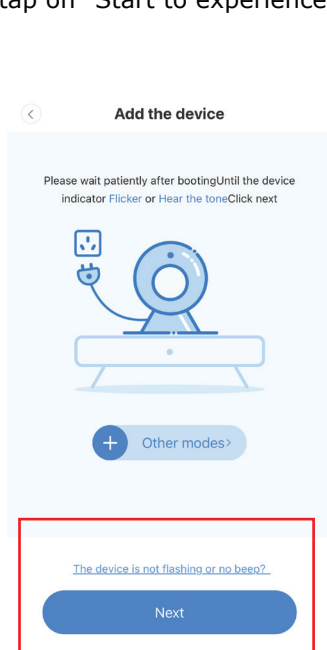 tap on "Start to experience
Add the device
Please wait patiently after bootingUntil the device
indicator Flicker or Hear the toneClick next
Other modes>
The device is not flashing or no beep?
Next